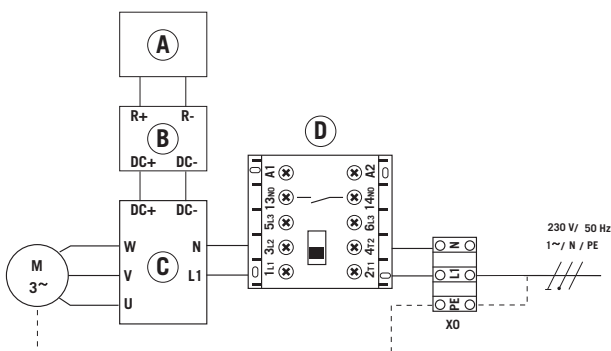 A
R+ R-
B
DC+ DC-
D
DC+ DC-
W N
M V C
3~ L1
U
A1 A2
13NO 14NO
5L3 6L3
3L2 4T2
1L1 2T1
N
L1
PE
X0
230 V/ 50 Hz
1~/ N / PE